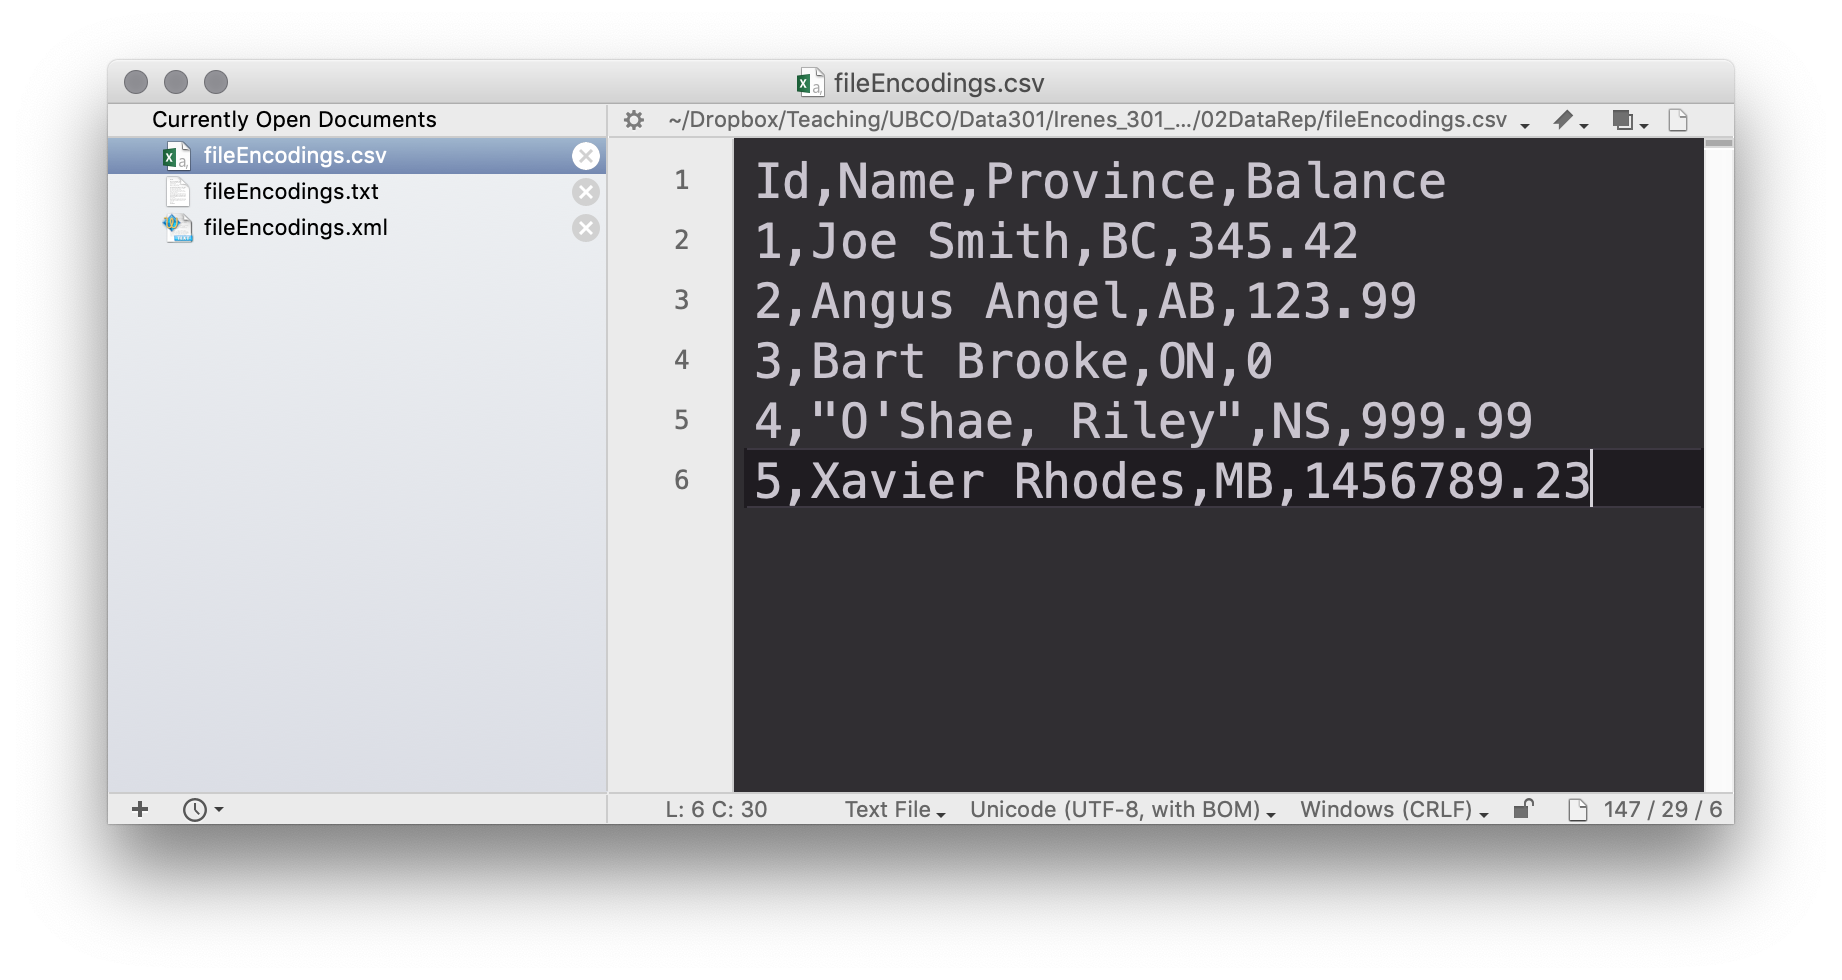 fileEncodings.csv
Currently Open Documents
~/Dropbox/Teaching/UBCO/Data301/Irenes_301_.../02DataRep/fileEncodings.csv
fileEncodings.csv
fileEncodings.txt
fileEncodings.xml
1 Id,Name,Province,Balance
2 1,Joe Smith,BC,345.42
3 2,Angus Angel,AB,123.99
4 3,Bart Brooke,ON,0
5 4,"O'Shae, Riley",NS,999.99
6 5,Xavier Rhodes,MB,1456789.23
L: 6 C: 30 Text File Unicode (UTF-8, with BOM) Windows (CRLF) 147 / 29 / 6